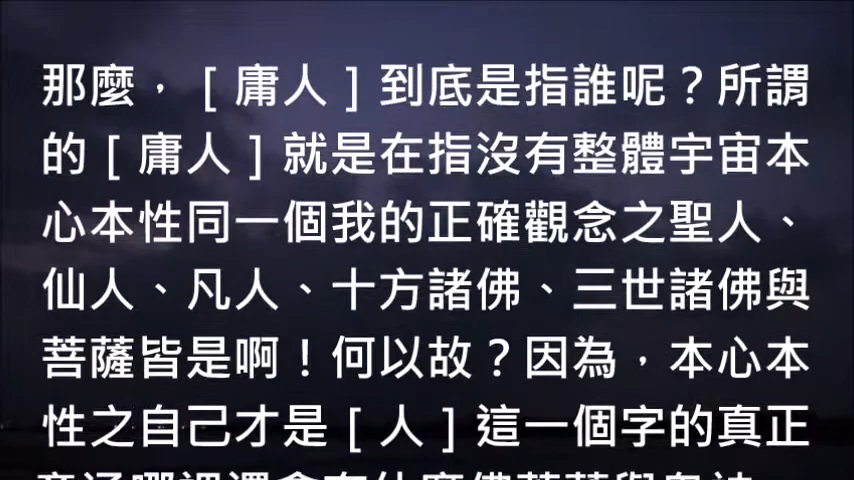 那麼，[ 庸人 ] 到底是指誰呢？所謂
的 [ 庸人 ] 就是在指沒有整體宇宙本
心本性同一個我的正確觀念之聖人、
仙人、凡人、十方諸佛、三世諸佛與
菩薩皆是啊！何以故？因為，本心本
性之自己才是 [ 人 ] 這一個字的真正